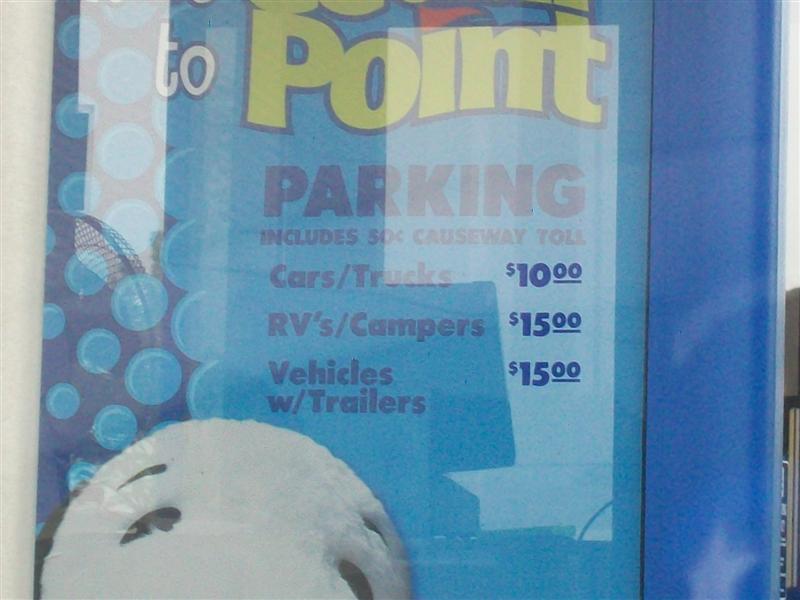 to Point
PARKING
INCLUDES 50¢ CAUSEWAY TOLL
Cars/Trucks $10.00
RV's/Campers $15.00
Vehicles $15.00
w/Trailers